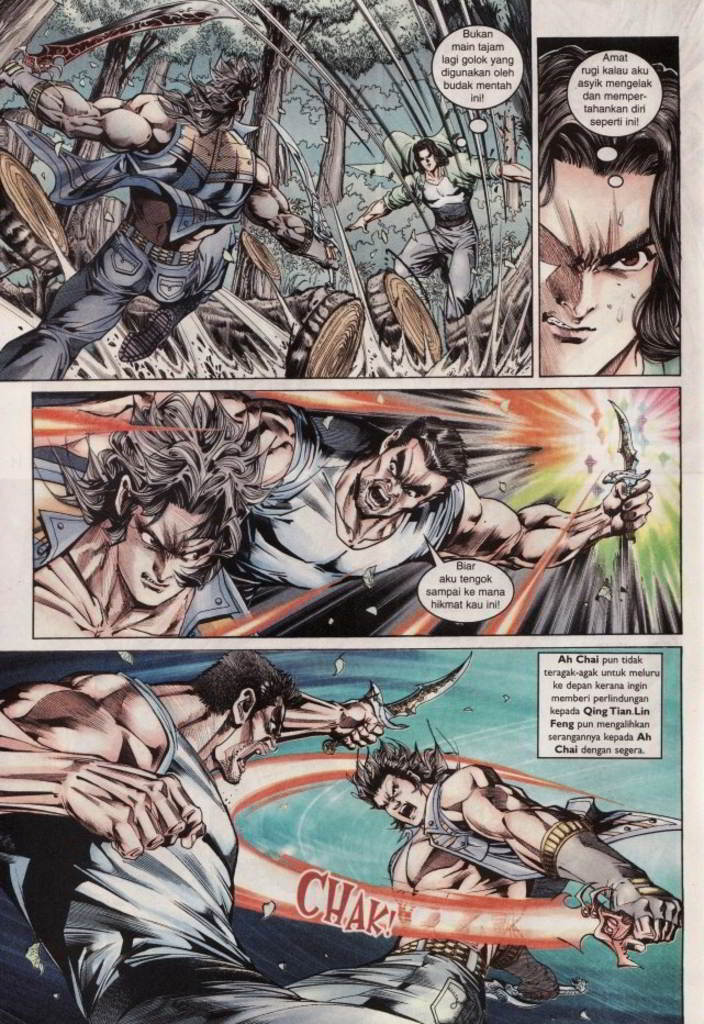 Bukan
main tajam
lagi golok yang
digunakan oleh
budak mentah
ini!
Amat
rugi kalau aku
asyik mengelak
dan memper-
tahankan diri
seperti ini!
Biar
aku tengok
sampai ke mana
hikmat kau ini!
Ah Chai pun tidak
teragak-agak untuk meluru
ke depan kerana ingin
memberi perlindungan
kepada Qing Tian.Lin
Feng pun mengalihkan
serangannya kepada Ah
Chai dengan segera.
CHAK!